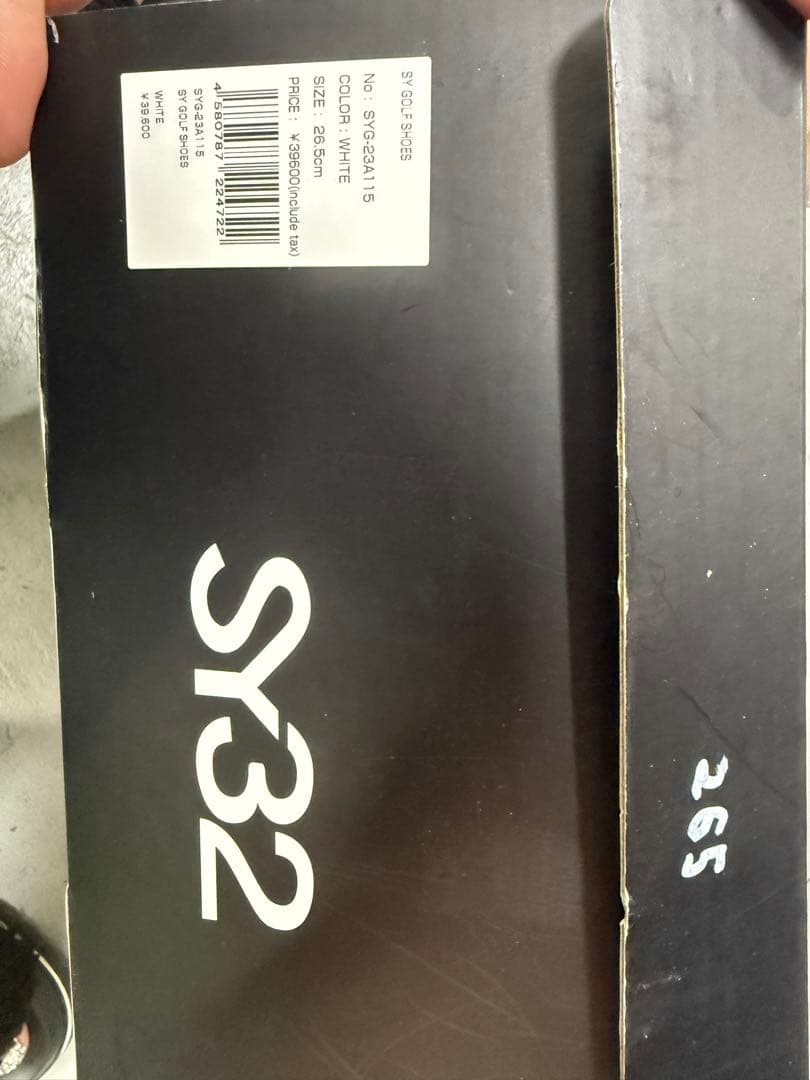 SY GOLF SHOES
No : SYG-23A115
COLOR : WHITE
SIZE : 26.5cm
PRICE : ¥39600(include tax)
4 580787 224722
SYG-23A115
SY GOLF SHOES
WHITE
¥39,600
SY32
265